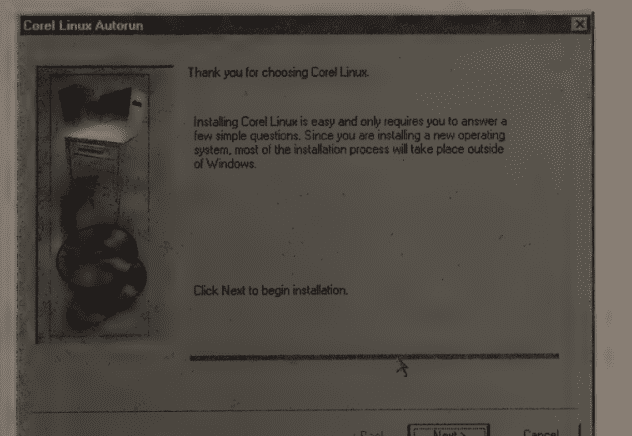 Corel Linux Autorun
Thank you for choosing Corel Linux.
Installing Corel Linux is easy and only requires you to answer a
few simple questions. Since you are installing a new operating
system, most of the installation process will take place outside
of Windows.
Click Next to begin installation.
< Back Next > Cancel